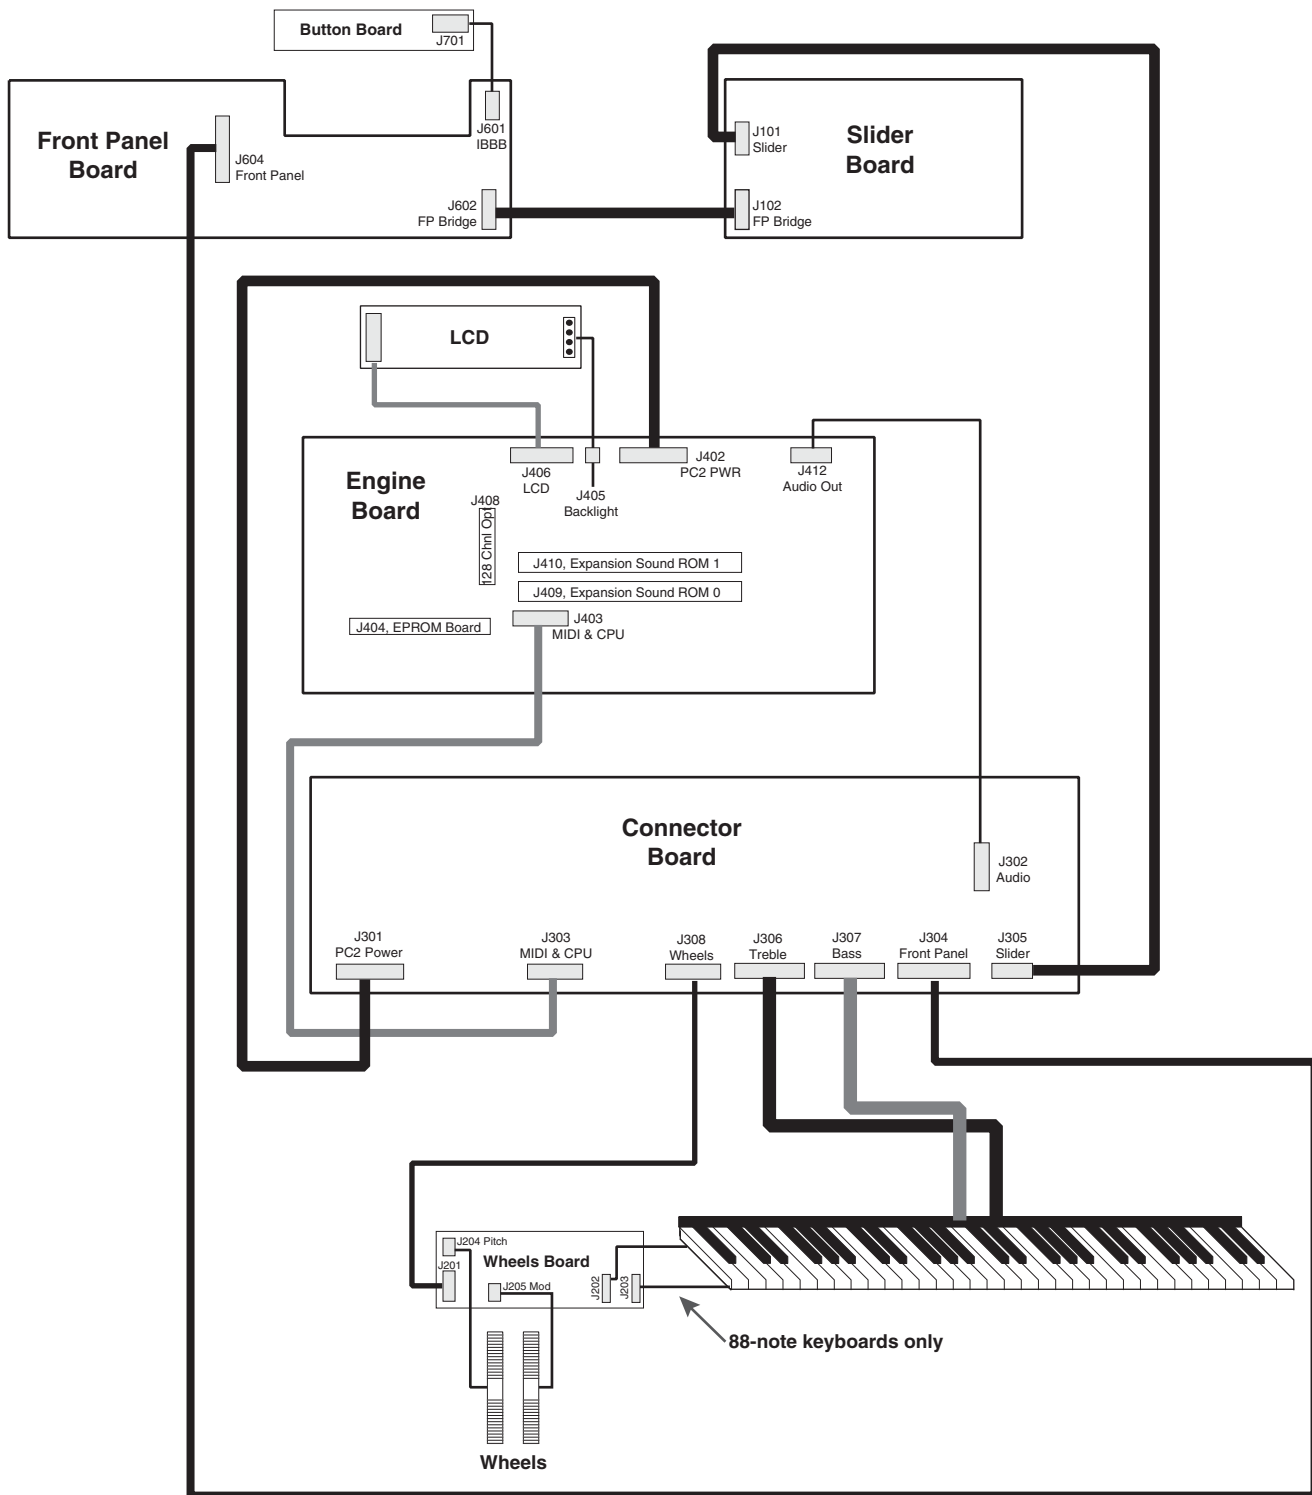 Button Board
J701
Front Panel
Board
J604
Front Panel
J601
IBBB
J602
FP Bridge
J101
Slider
Slider
Board
J102
FP Bridge
LCD
Engine
Board
J406
LCD
J405
Backlight
J402
PC2 PWR
J412
Audio Out
J408
128 Chnl Opt
J410, Expansion Sound ROM 1
J409, Expansion Sound ROM 0
J404, EPROM Board
J403
MIDI & CPU
Connector
Board
J302
Audio
J301
PC2 Power
J303
MIDI & CPU
J308
Wheels
J306
Treble
J307
Bass
J304
Front Panel
J305
Slider
J204 Pitch
Wheels Board
J201
J205 Mod
J202
J203
88-note keyboards only
Wheels